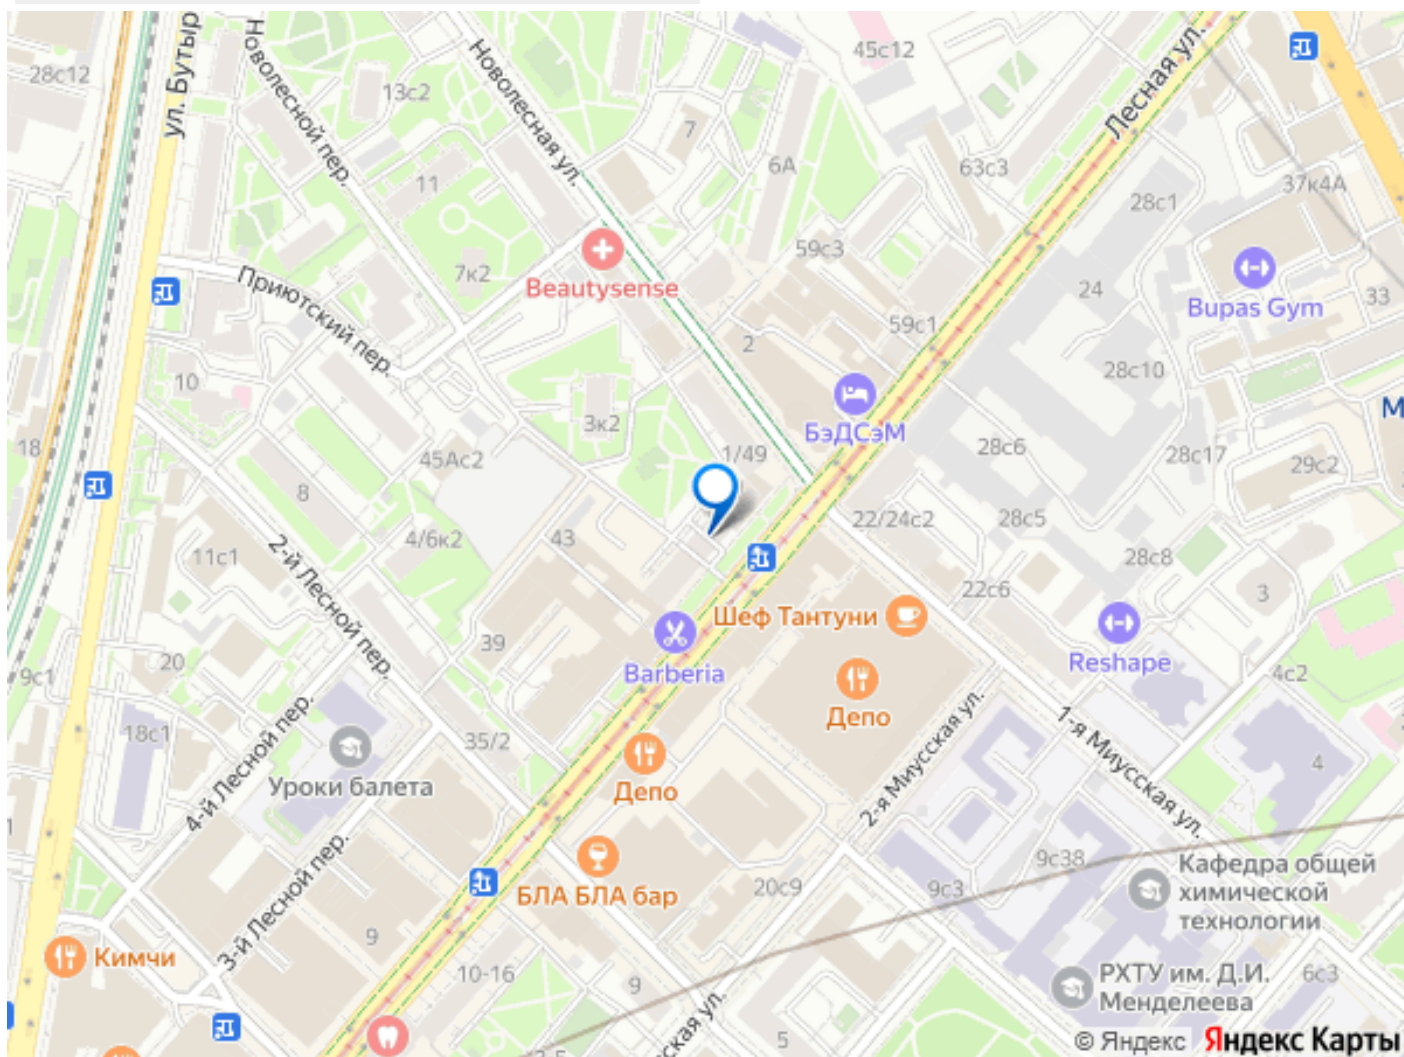 28с12
ул. Бутыр
Новолесной пер.
13с2
Новолесная ул.
45с12
Лесная ул.
7
6А
63с3
11
28с1
37к4А
59с3
7к2
Beautysense
Приютский пер.
24
Bupas Gym
33
2
59с1
10
28с10
3к2
БэДСэМ
М
18
45Ас2
1/49
28с6
28с17
29с2
8
22/24с2
28с5
4/6к2
43
11с1
28с8
2-й Лесной пер.
22с6
3
Шеф Тантуни
39
Reshape
9с1
20
Barberia
4с2
4-й Лесной пер.
Депо
18с1
35/2
1-я Миусская ул.
4
Уроки балета
Депо
2-я Миусская ул.
3-й Лесной пер.
9с38
Кафедра общей
химической
технологии
БЛА БЛА бар
20с9
9с3
9
Кимчи
10-16
РХТУ им. Д.И.
Менделеева
6с3
9
5
© Яндекс Яндекс Карты